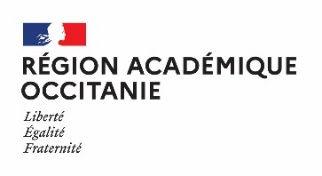 RÉGION ACADÉMIQUE
OCCITANIE
Liberté
Égalité
Fraternité